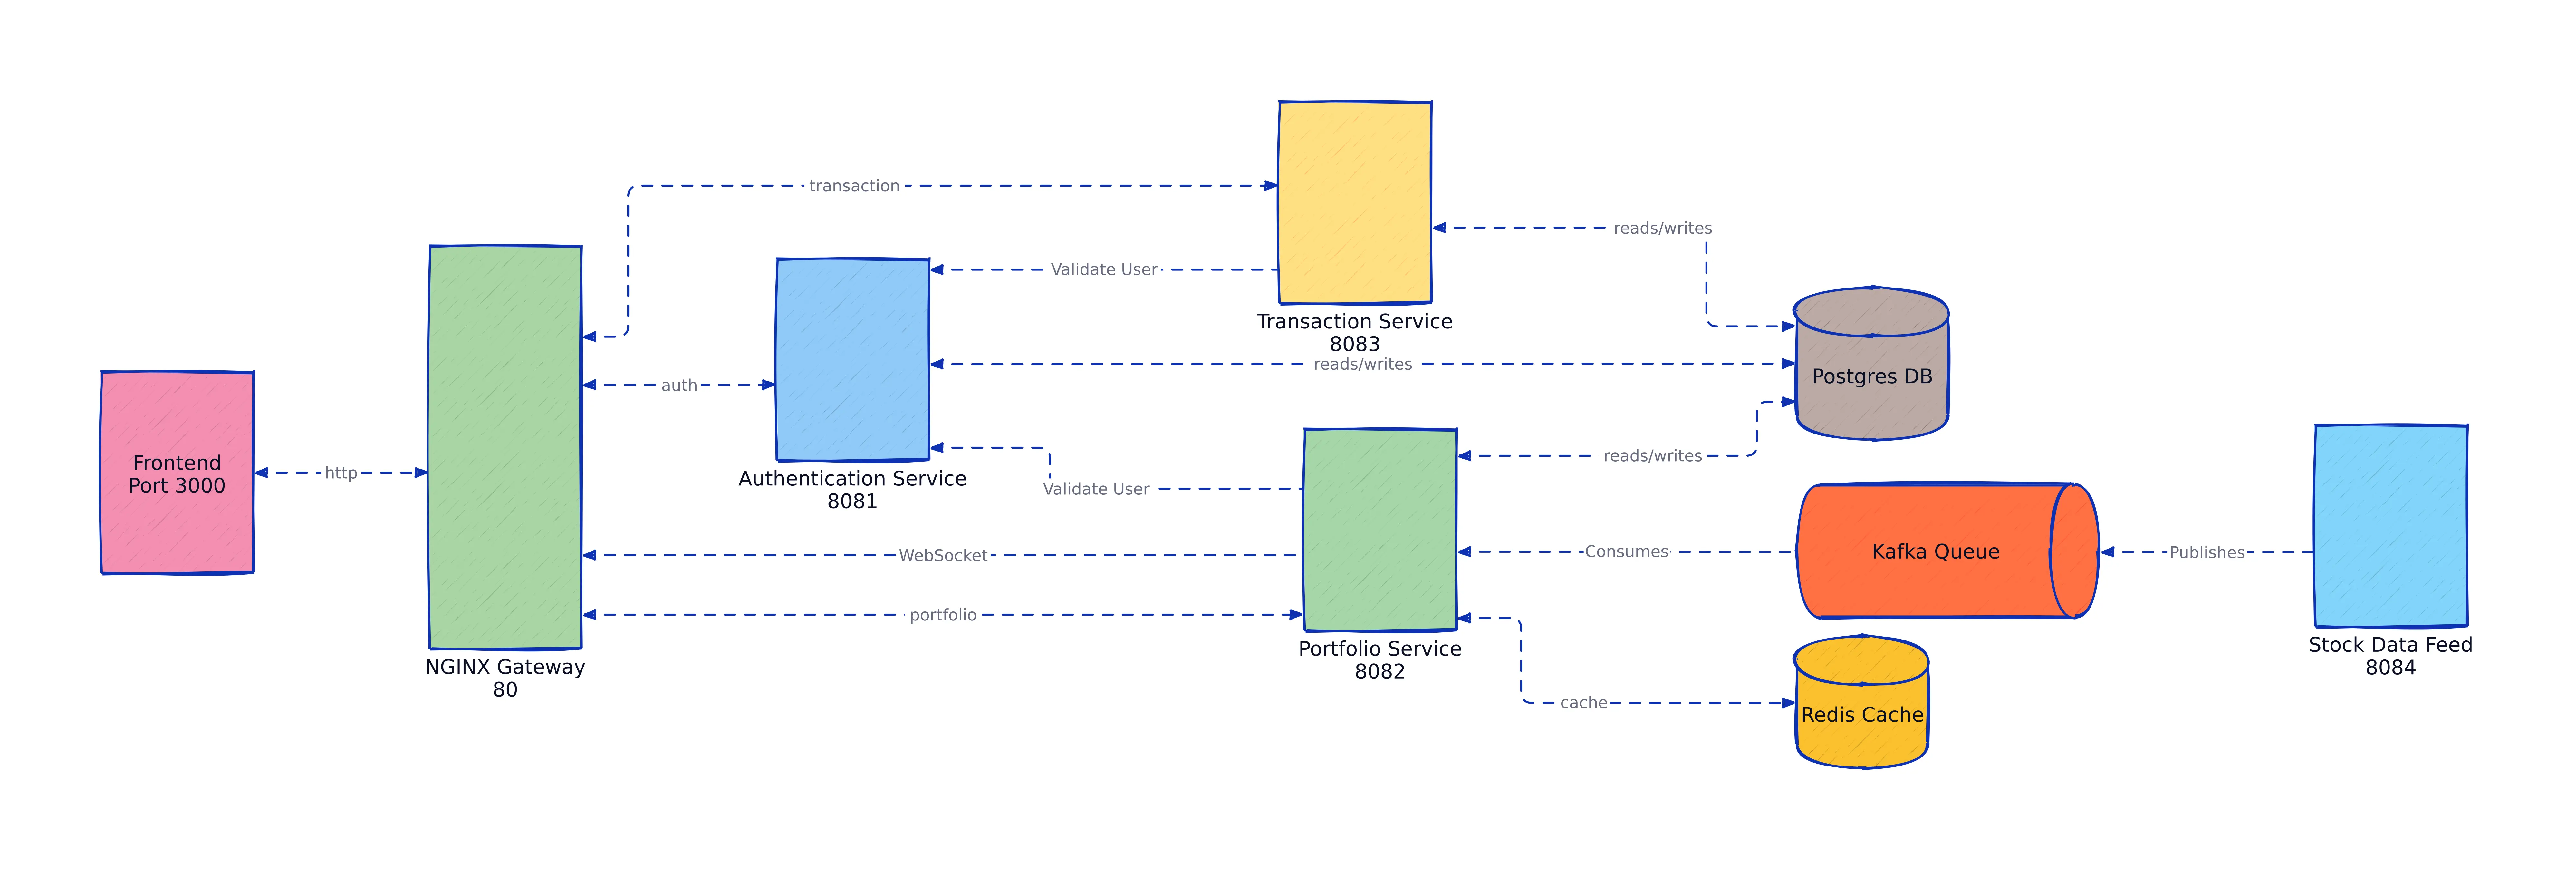 transaction
reads/writes
Validate User
Transaction Service
8083
reads/writes
Postgres DB
auth
Frontend
Port 3000
http
Authentication Service
8081
reads/writes
Validate User
WebSocket
Consumes
Kafka Queue
Publishes
portfolio
NGINX Gateway
80
Portfolio Service
8082
Stock Data Feed
8084
cache
Redis Cache